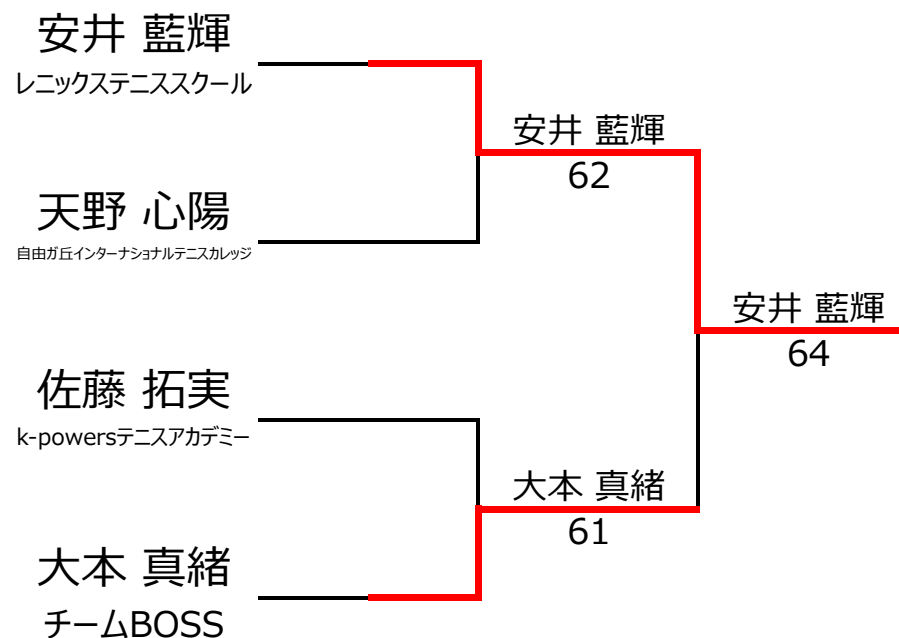 安井 藍輝
レニックステニススクール
天野 心陽
自由ガ丘インターナショナルテニスカレッジ
佐藤 拓実
k-powersテニスアカデミー
大本 真緒
チームBOSS
安井 藍輝
62
大本 真緒
61
安井 藍輝
64